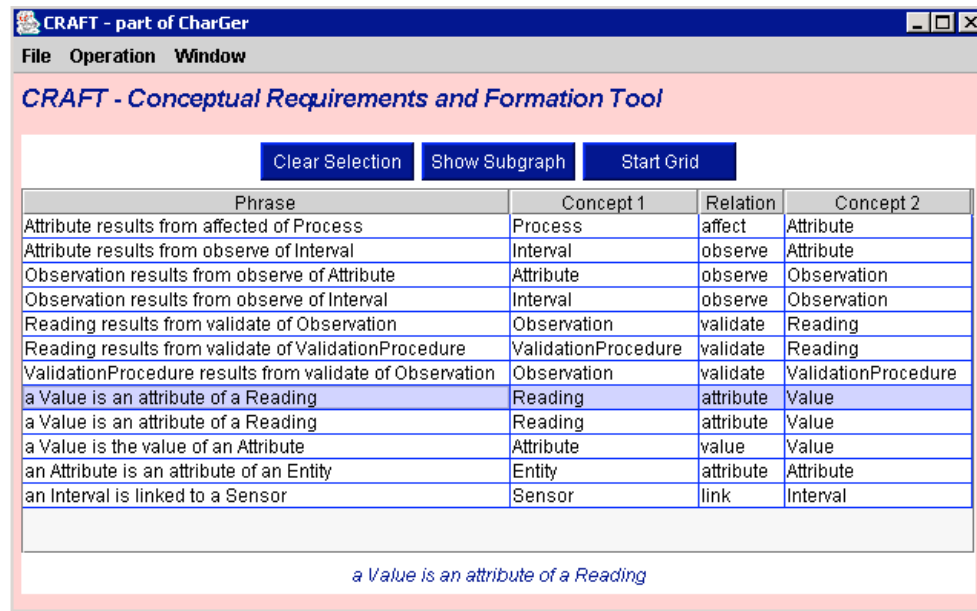 CRAFT - part of CharGer
File Operation Window
CRAFT - Conceptual Requirements and Formation Tool
Clear Selection Show Subgraph Start Grid
Phrase Concept 1 Relation Concept 2
Attribute results from affected of Process Process affect Attribute
Attribute results from observe of Interval Interval observe Attribute
Observation results from observe of Attribute Attribute observe Observation
Observation results from observe of Interval Interval observe Observation
Reading results from validate of Observation Observation validate Reading
Reading results from validate of ValidationProcedure ValidationProcedure validate Reading
ValidationProcedure results from validate of Observation Observation validate ValidationProcedure
a Value is an attribute of a Reading Reading attribute Value
a Value is an attribute of a Reading Reading attribute Value
a Value is the value of an Attribute Attribute value Value
an Attribute is an attribute of an Entity Entity attribute Attribute
an Interval is linked to a Sensor Sensor link Interval
a Value is an attribute of a Reading